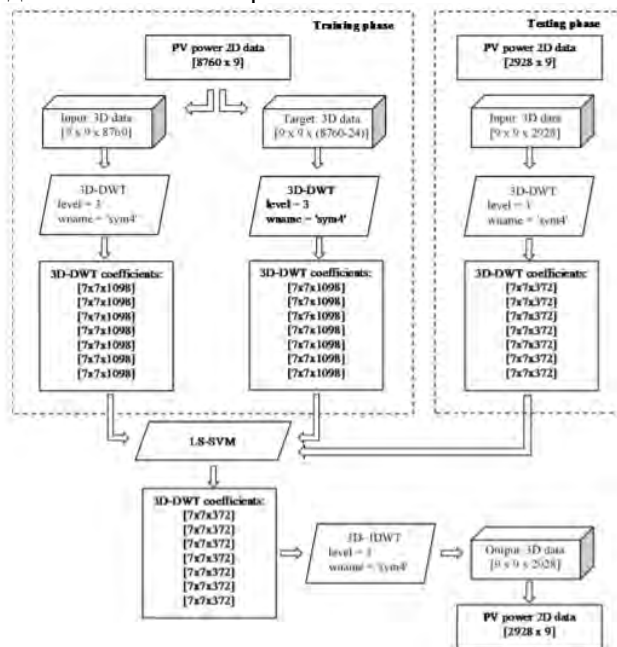 Training phase
PV power 2D data
[8760 x 9]
Input: 3D data
[9 x 9 x 8760]
Target: 3D data
[9 x 9 x (8760-24)]
3D-DWT
level = 3
wname = 'sym4'
3D-DWT
level = 3
wname = 'sym4'
3D-DWT coefficients:
[7x7x1098]
[7x7x1098]
[7x7x1098]
[7x7x1098]
[7x7x1098]
[7x7x1098]
[7x7x1098]
3D-DWT coefficients:
[7x7x1098]
[7x7x1098]
[7x7x1098]
[7x7x1098]
[7x7x1098]
[7x7x1098]
[7x7x1098]
Testing phase
PV power 2D data
[2928 x 9]
Input: 3D data
[9 x 9 x 2928]
3D-DWT
level = 3
wname = 'sym4'
3D-DWT coefficients:
[7x7x372]
[7x7x372]
[7x7x372]
[7x7x372]
[7x7x372]
[7x7x372]
[7x7x372]
LS-SVM
3D-DWT coefficients:
[7x7x372]
[7x7x372]
[7x7x372]
[7x7x372]
[7x7x372]
[7x7x372]
[7x7x372]
3D-IDWT
level = 3
wname = 'sym4'
Output: 3D data
[9 x 9 x 2928]
PV power 2D data
[2928 x 9]